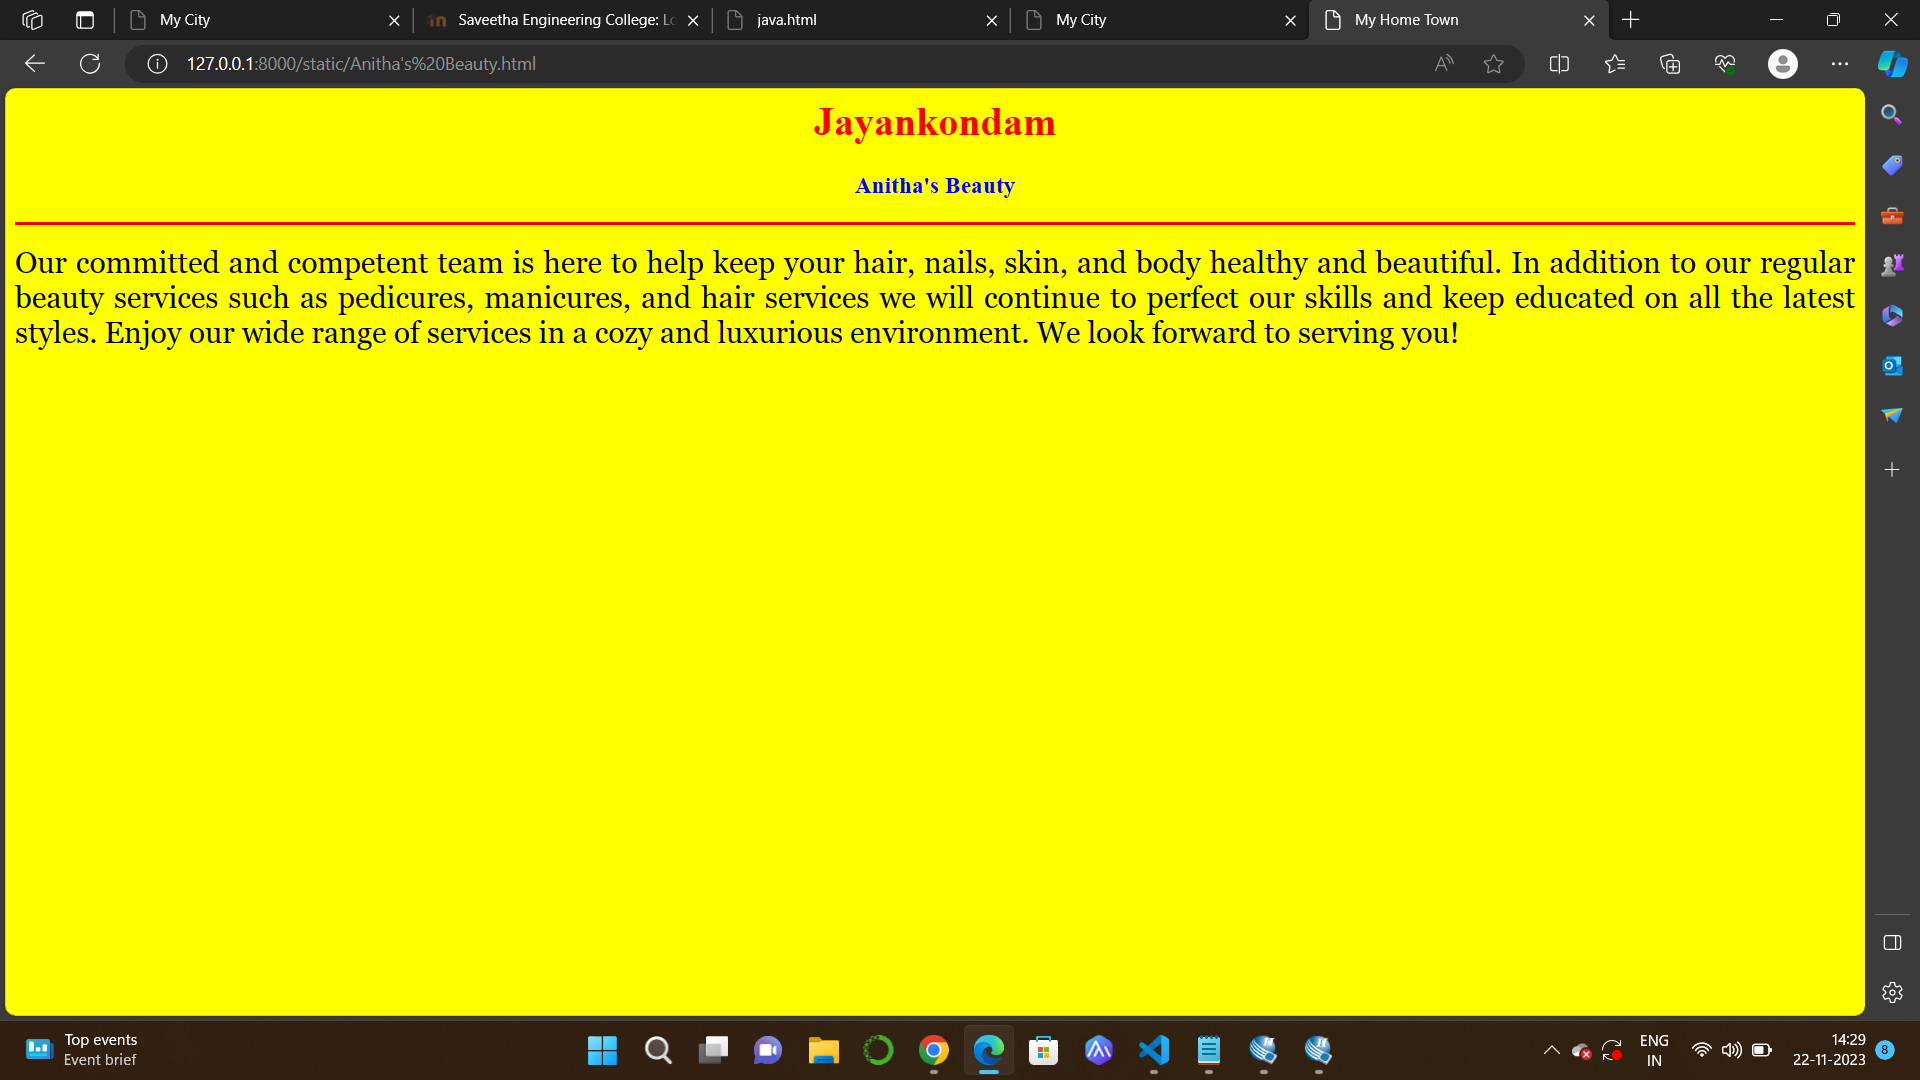 My City
Saveetha Engineering College: Lo
java.html
My City
My Home Town
127.0.0.1:8000/static/Anitha's%20Beauty.html
Jayankondam
Anitha's Beauty
Our committed and competent team is here to help keep your hair, nails, skin, and body healthy and beautiful. In addition to our regular
beauty services such as pedicures, manicures, and hair services we will continue to perfect our skills and keep educated on all the latest
styles. Enjoy our wide range of services in a cozy and luxurious environment. We look forward to serving you!
Top events
Event brief
ENG
IN
14:29
22-11-2023
8